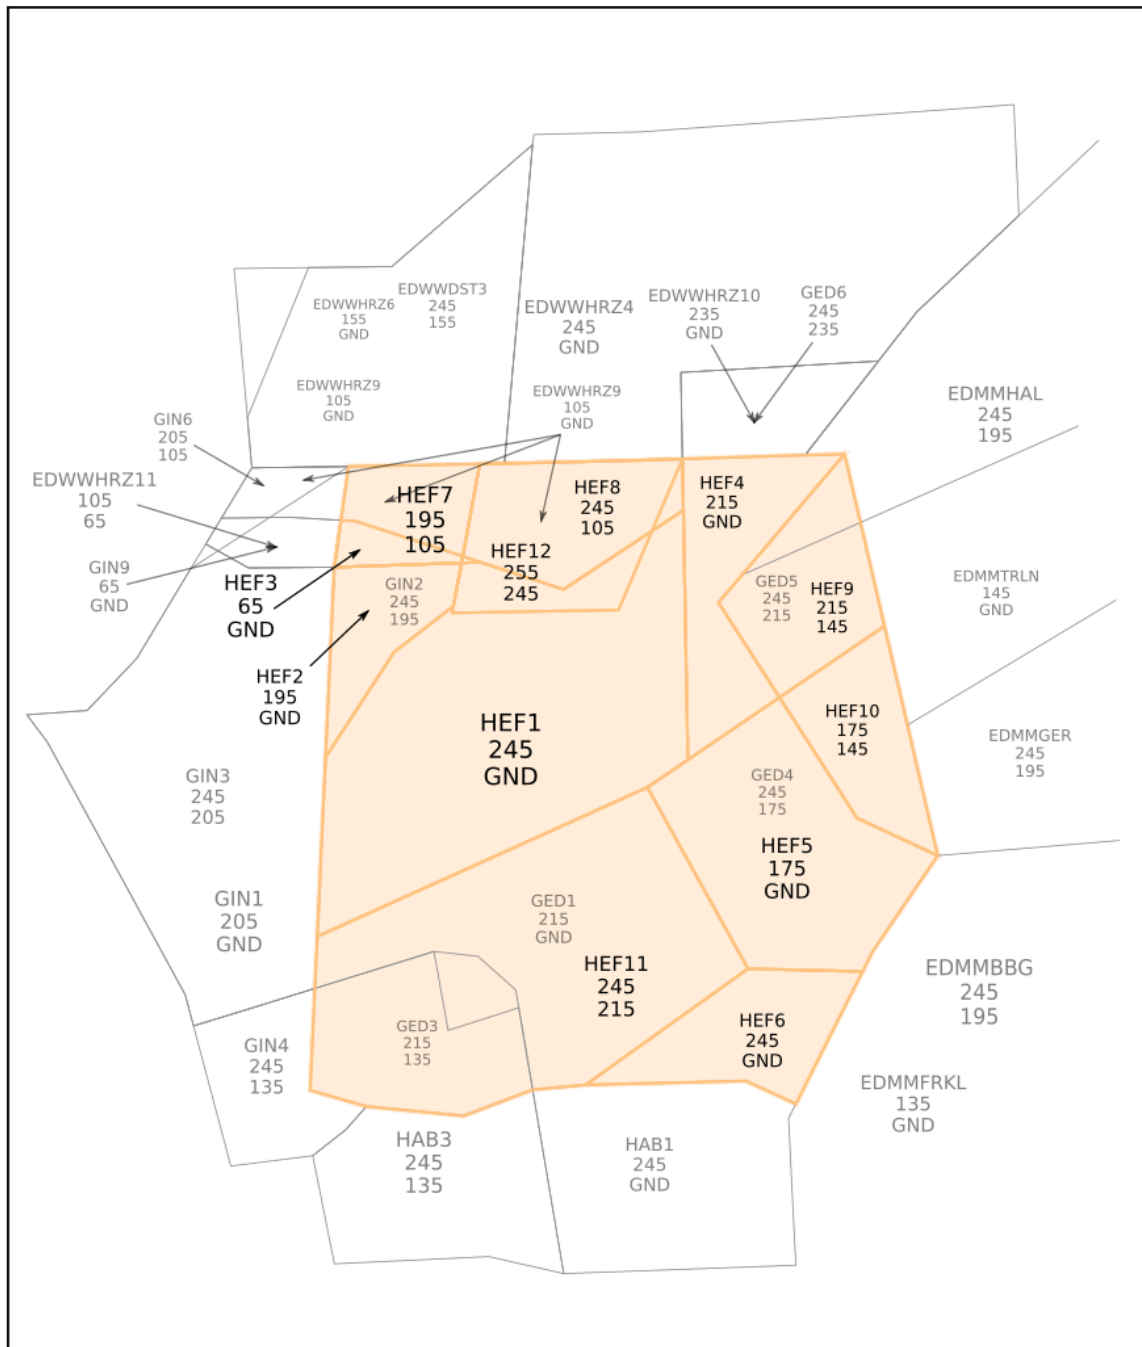 EDWWHRZ6
155
GND
EDWWDST3
245
155
EDWWHRZ4
245
GND
EDWWHRZ10
235
GND
GED6
245
235
EDWWHRZ9
105
GND
EDWWHRZ9
105
GND
EDMMHAL
245
195
GIN6
205
105
EDWWHRZ11
105
65
GIN9
65
GND
HEF7
195
105
HEF8
245
105
HEF4
215
GND
HEF12
255
245
HEF3
65
GND
GIN2
245
195
GED5
245
215
HEF9
215
145
EDMMTRLN
145
GND
HEF2
195
GND
HEF1
245
GND
HEF10
175
145
EDMMGER
245
195
GIN3
245
205
GED4
245
175
HEF5
175
GND
GIN1
205
GND
GED1
215
GND
HEF11
245
215
EDMMBBG
245
195
GIN4
245
135
GED3
215
135
HEF6
245
GND
EDMMFRKL
135
GND
HAB3
245
135
HAB1
245
GND